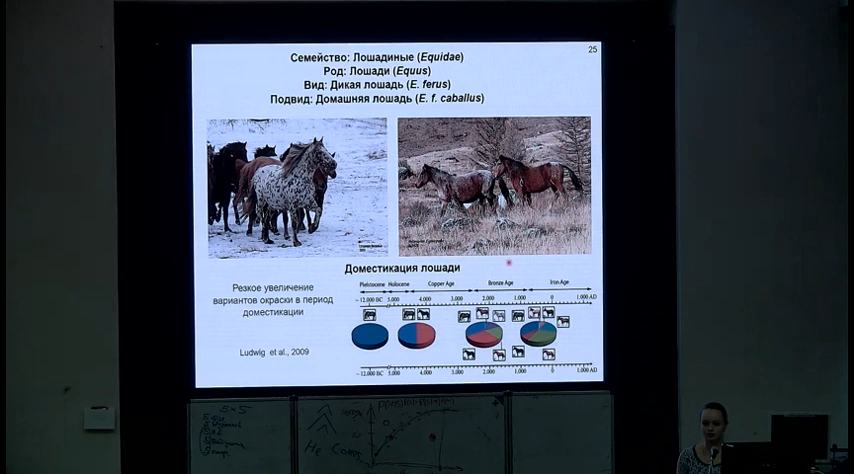 25
Семейство: Лошадиные (Equidae)
Род: Лошади (Equus)
Вид: Дикая лошадь (E. ferus)
Подвид: Домашняя лошадь (E. f. caballus)
Доместикация лошади
Резкое увеличение
вариантов окраски в период
доместикации
Ludwig et al., 2009
Pleistocene Holocene Copper Age Bronze Age Iron Age
~ 12.000 BC 5.000 4.000 3.000 2.000 1.000 0 1.000 AD
~ 12.000 BC 5.000 4.000 3.000 2.000 1.000 0 1.000 AD
5x5
Не